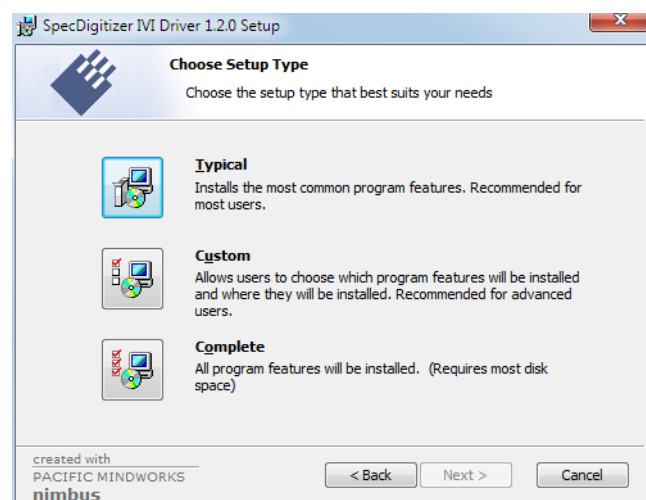 SpecDigitizer IVI Driver 1.2.0 Setup
Choose Setup Type
Choose the setup type that best suits your needs
Typical
Installs the most common program features. Recommended for
most users.
Custom
Allows users to choose which program features will be installed
and where they will be installed. Recommended for advanced
users.
Complete
All program features will be installed. (Requires most disk
space)
created with
PACIFIC MINDWORKS
nimbus
< Back Next > Cancel